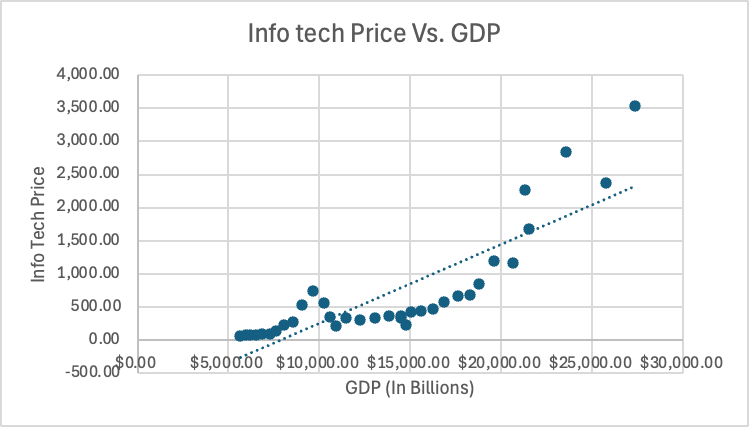 Info tech Price Vs. GDP
4,000.00
3,500.00
3,000.00
2,500.00
2,000.00
1,500.00
1,000.00
500.00
0.00
-500.00
$0.00 $5,000.00 $10,000.00 $15,000.00 $20,000.00 $25,000.00 $30,000.00
Info Tech Price
GDP (In Billions)